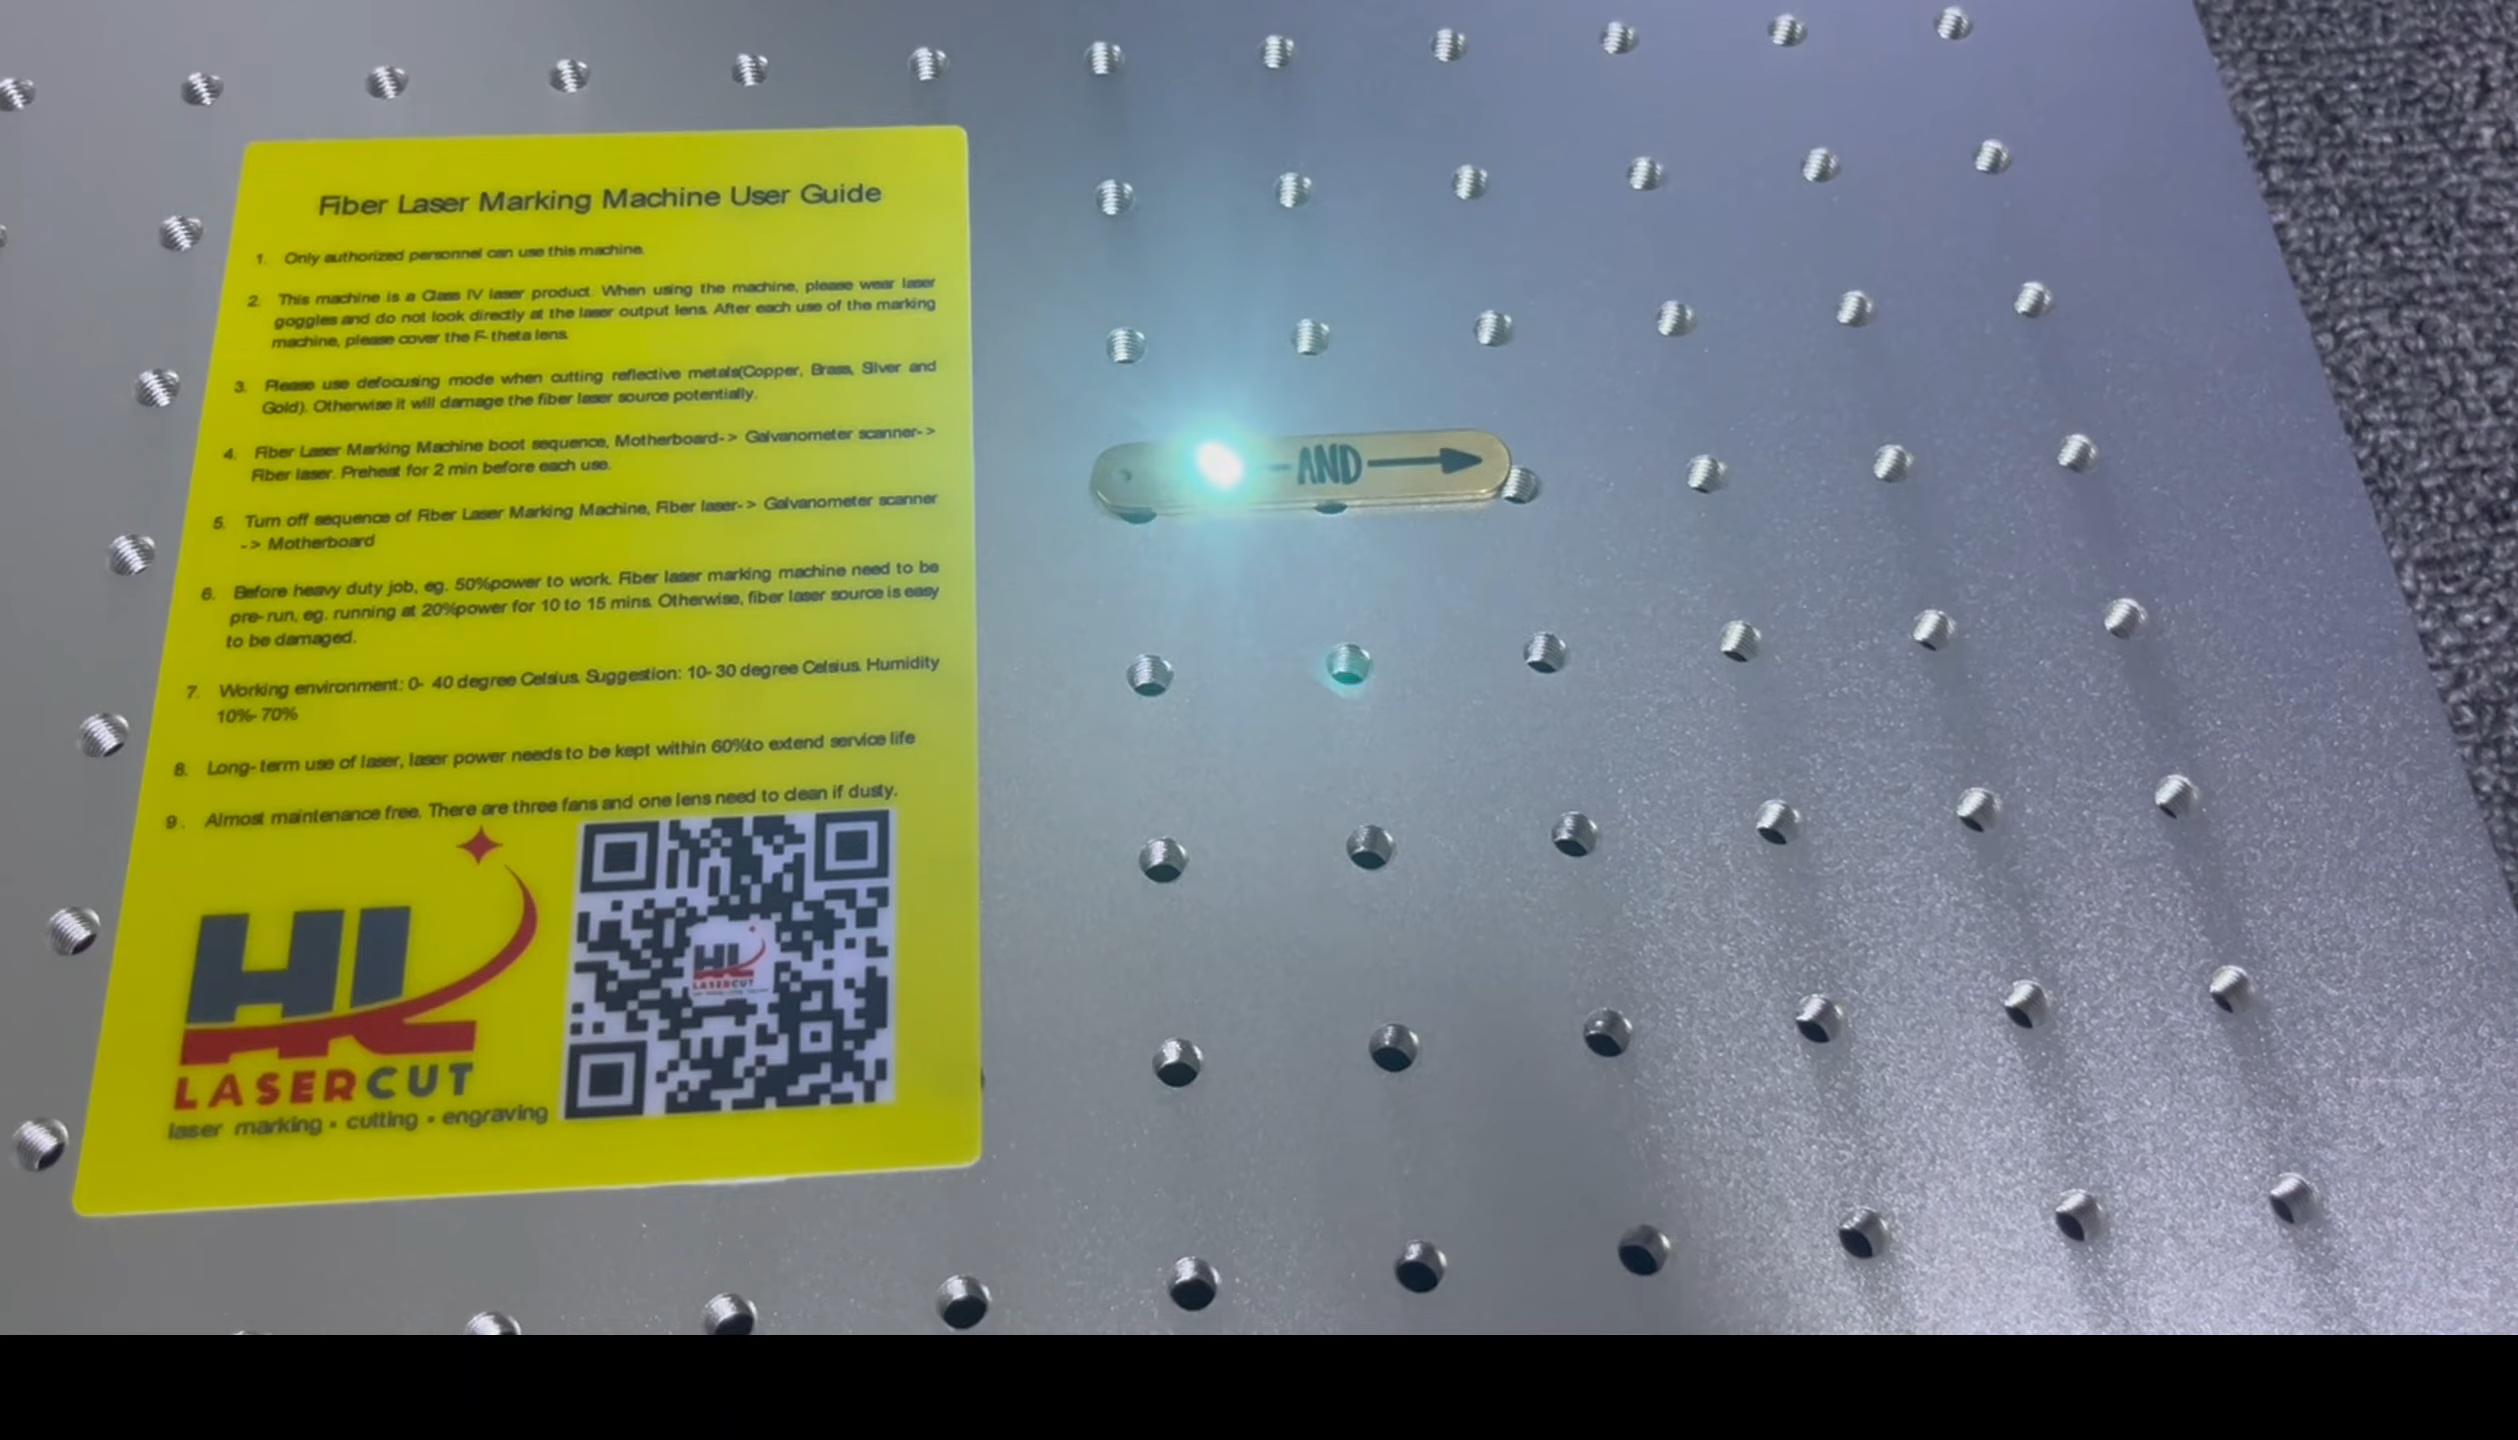 Fiber Laser Marking Machine User Guide
1. Only authorized personnel can use this machine.
2. This machine is a Class IV laser product. When using the machine, please wear laser
goggles and do not look directly at the laser output lens. After each use of the marking
machine, please cover the F-theta lens.
3. Please use defocusing mode when cutting reflective metals(Copper, Brass, Silver and
Gold). Otherwise it will damage the fiber laser source potentially.
4. Fiber Laser Marking Machine boot sequence, Motherboard-> Galvanometer scanner->
Fiber laser. Preheat for 2 min before each use.
5. Turn off sequence of Fiber Laser Marking Machine, Fiber laser-> Galvanometer scanner
-> Motherboard
6. Before heavy duty job, eg. 50%power to work. Fiber laser marking machine need to be
pre-run, eg. running at 20%power for 10 to 15 mins. Otherwise, fiber laser source is easy
to be damaged.
7. Working environment: 0- 40 degree Celsius. Suggestion: 10-30 degree Celsius. Humidity
10%-70%
8. Long-term use of laser, laser power needs to be kept within 60%to extend service life
9. Almost maintenance free. There are three fans and one lens need to clean if dusty.
HL
LASERCUT
laser marking • cutting • engraving
HL
LASERCUT
AND